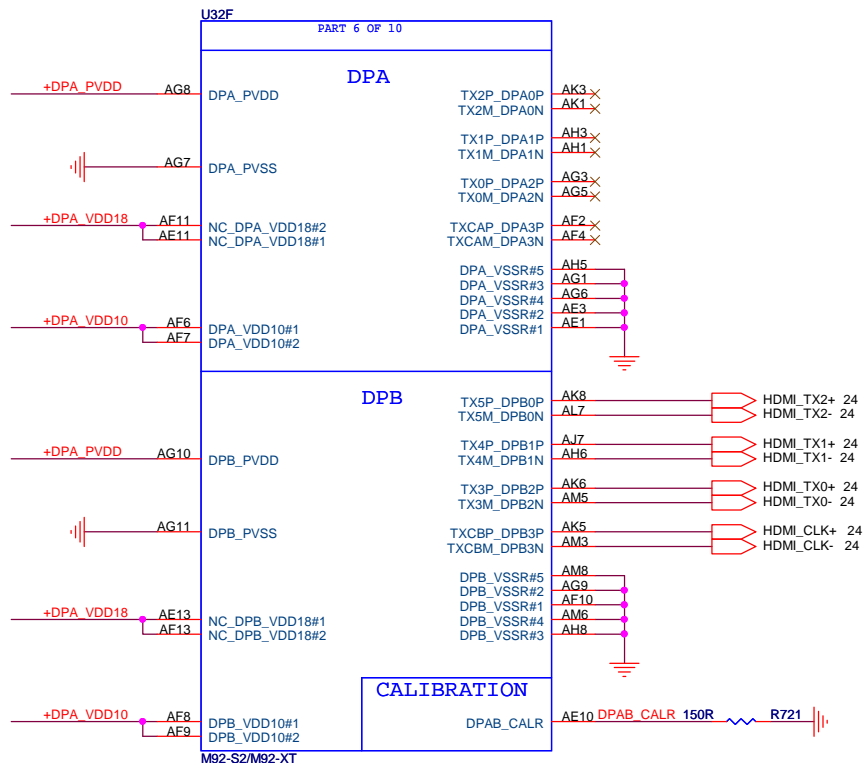 U32F
PART 6 OF 10
DPA
+DPA_PVDD AG8 DPA_PVDD
TX2P_DPA0P AK3
TX2M_DPA0N AK1
TX1P_DPA1P AH3
TX1M_DPA1N AH1
AG7 DPA_PVSS
TX0P_DPA2P AG3
TX0M_DPA2N AG5
+DPA_VDD18 AF11 NC_DPA_VDD18#2
AE11 NC_DPA_VDD18#1
TXCAP_DPA3P AF2
TXCAM_DPA3N AF4
DPA_VSSR#5 AH5
DPA_VSSR#3 AG1
DPA_VSSR#4 AG6
DPA_VSSR#2 AE3
DPA_VSSR#1 AE1
+DPA_VDD10 AF6 DPA_VDD10#1
AF7 DPA_VDD10#2
DPB
TX5P_DPB0P AK8 HDMI_TX2+ 24
TX5M_DPB0N AL7 HDMI_TX2- 24
TX4P_DPB1P AJ7 HDMI_TX1+ 24
TX4M_DPB1N AH6 HDMI_TX1- 24
+DPA_PVDD AG10 DPB_PVDD
TX3P_DPB2P AK6 HDMI_TX0+ 24
TX3M_DPB2N AM5 HDMI_TX0- 24
AG11 DPB_PVSS
TXCBP_DPB3P AK5 HDMI_CLK+ 24
TXCBM_DPB3N AM3 HDMI_CLK- 24
DPB_VSSR#5 AM8
DPB_VSSR#2 AG9
DPB_VSSR#1 AF10
DPB_VSSR#4 AM6
DPB_VSSR#3 AH8
+DPA_VDD18 AE13 NC_DPB_VDD18#1
AF13 NC_DPB_VDD18#2
CALIBRATION
+DPA_VDD10 AF8 DPB_VDD10#1
AF9 DPB_VDD10#2
DPAB_CALR AE10 DPAB_CALR 150R R721
M92-S2/M92-XT